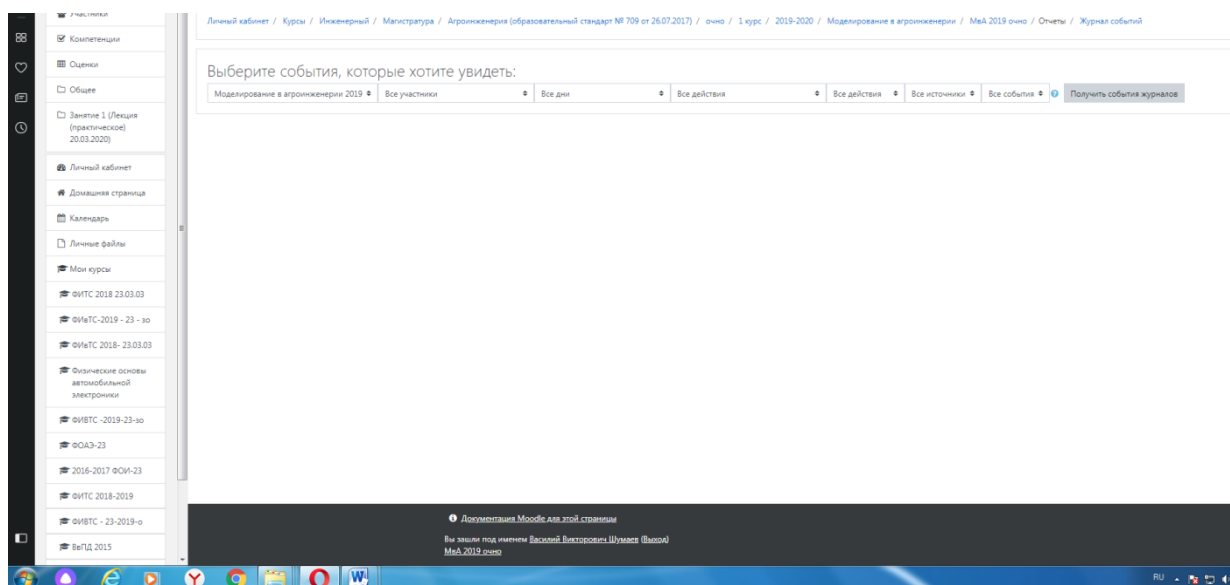 Участники
Компетенции
Оценки
Общее
Занятие 1 (Лекция
(практическое)
20.03.2020)
Личный кабинет
Домашняя страница
Календарь
Личные файлы
Мои курсы
ФИТС 2018 23.03.03
ФИвТС-2019 - 23 - зо
ФИвТС 2018- 23.03.03
Физические основы
автомобильной
электроники
ФИВТС -2019-23-зо
ФОАЭ-23
2016-2017 ФОИ-23
ФИТС 2018-2019
ФИВТС - 23-2019-о
ВвПД 2015
Личный кабинет / Курсы / Инженерный / Магистратура / Агроинженерия (образовательный стандарт № 709 от 26.07.2017) / очно / 1 курс / 2019-2020 / Моделирование в агроинженерии / МвА 2019 очно / Отчеты / Журнал событий
Выберите события, которые хотите увидеть:
Моделирование в агроинженерии 2019 Все участники Все дни Все действия Все действия Все источники Все события Получить события журналов
Документация Moodle для этой страницы
Вы зашли под именем Василий Викторович Шумаев (Выход)
МвА 2019 очно
RU